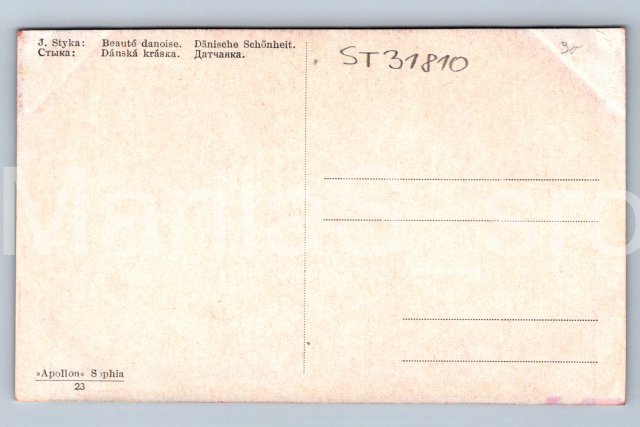 J. Styka: Beauté danoise. Dänische Schönheit.
Стыка: Dánská kráska. Датчанка.
ST31810
30
»Apollon« Sophia
23